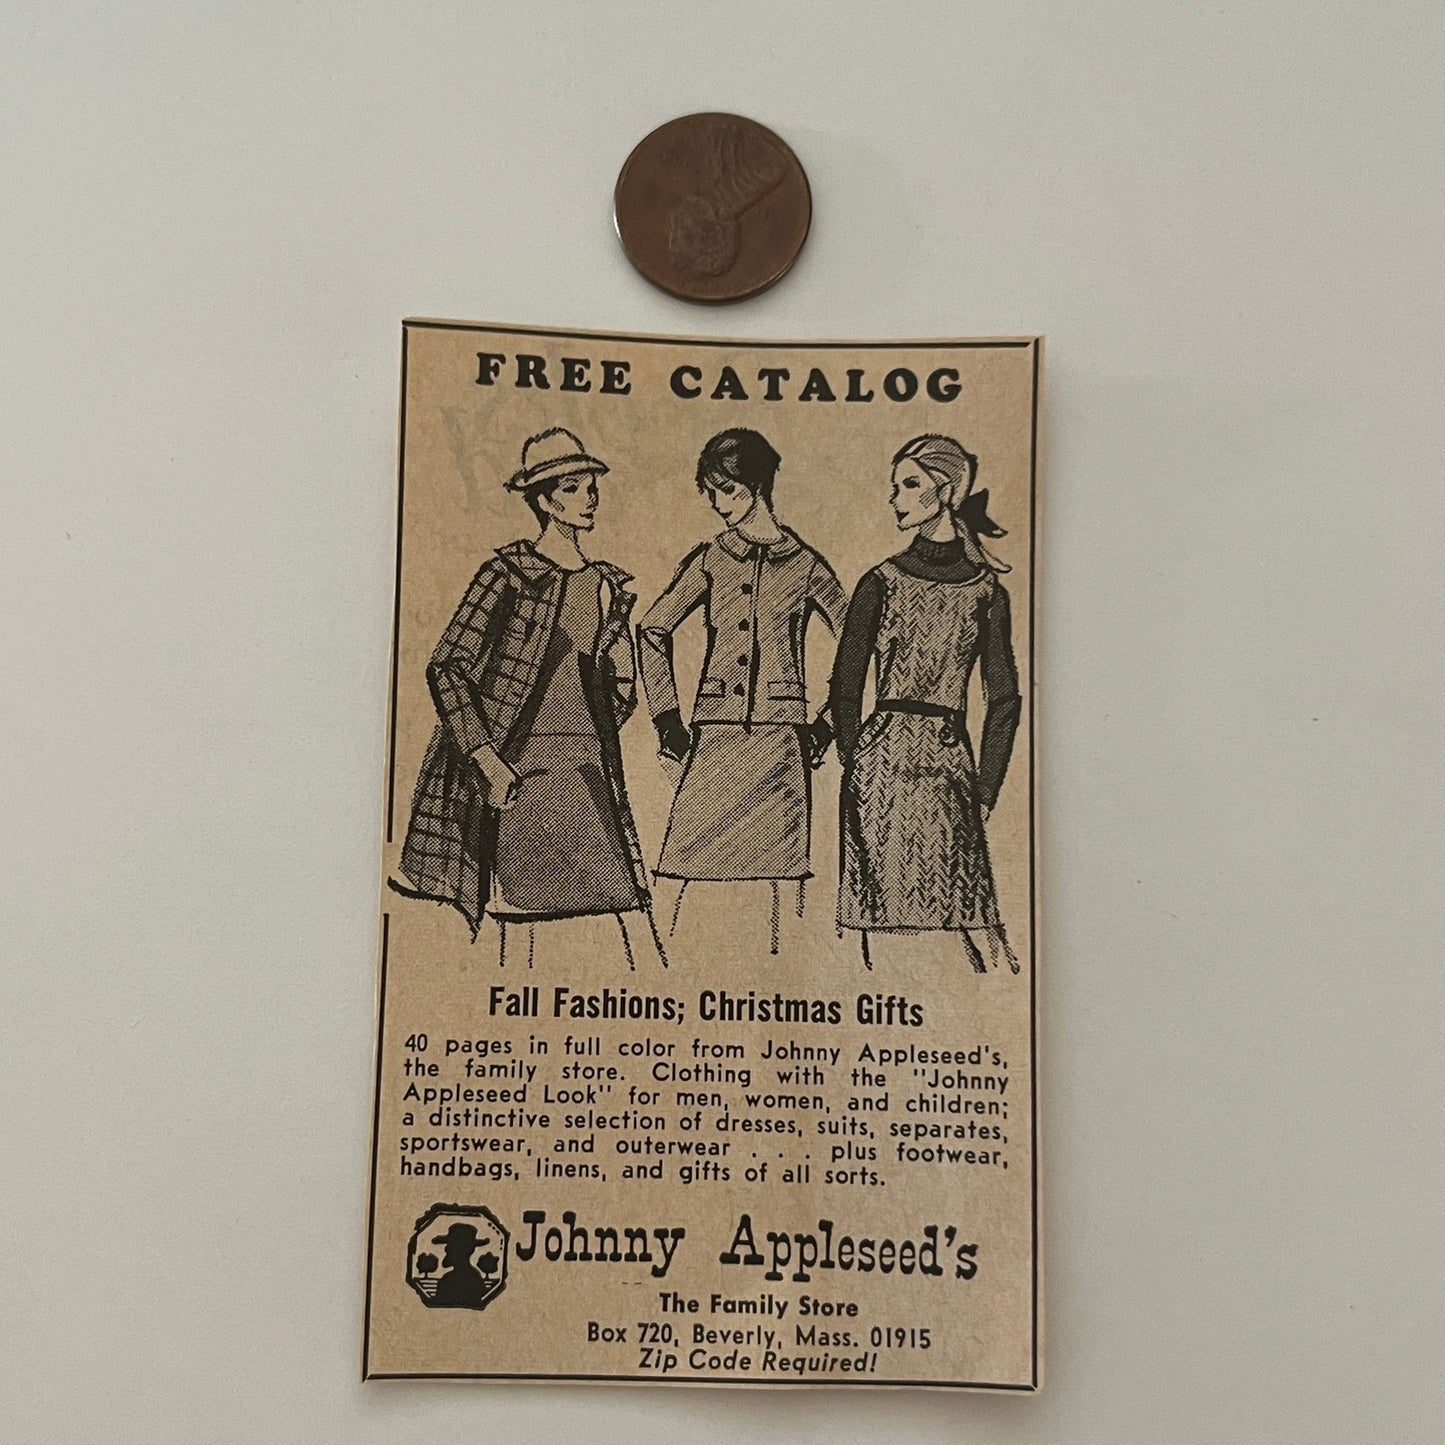 FREE CATALOG
Fall Fashions; Christmas Gifts
40 pages in full color from Johnny Appleseed's,
the family store. Clothing with the "Johnny
Appleseed Look" for men, women, and children;
a distinctive selection of dresses, suits, separates,
sportswear, and outerwear . . . plus footwear,
handbags, linens, and gifts of all sorts.
Johnny Appleseed's
The Family Store
Box 720, Beverly, Mass. 01915
Zip Code Required!